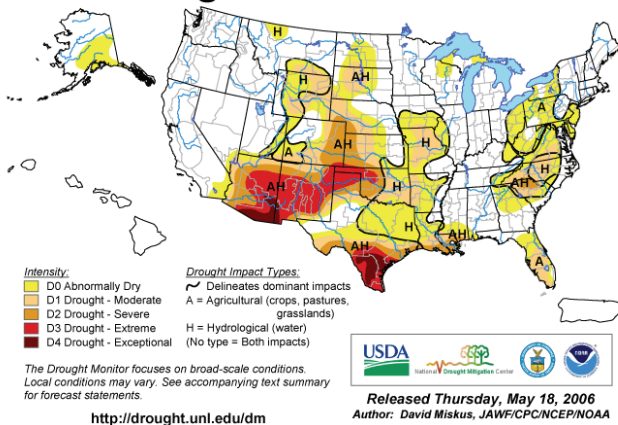 H
H
AH
A
AH
H
A
H
AH
A
AH
H
H
AH
AH
A
Intensity:
D0 Abnormally Dry
D1 Drought - Moderate
D2 Drought - Severe
D3 Drought - Extreme
D4 Drought - Exceptional
Drought Impact Types:
Delineates dominant impacts
A = Agricultural (crops, pastures,
grasslands)
H = Hydrological (water)
(No type = Both impacts)
The Drought Monitor focuses on broad-scale conditions.
Local conditions may vary. See accompanying text summary
for forecast statements.
http://drought.unl.edu/dm
USDA
National Drought Mitigation Center
NOAA
Released Thursday, May 18, 2006
Author: David Miskus, JAWF/CPC/NCEP/NOAA